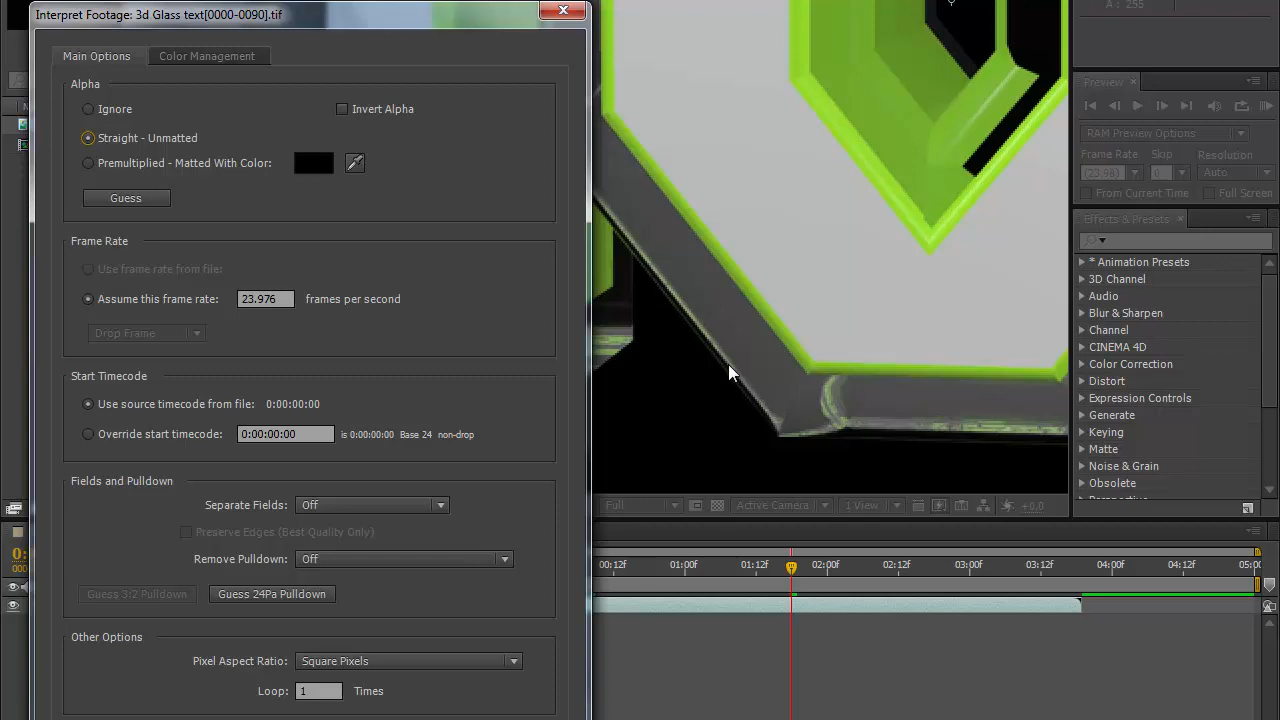 Interpret Footage: 3d Glass text[0000-0090].tif
Main Options
Color Management
Alpha
Ignore
Invert Alpha
Straight - Unmatted
Premultiplied - Matted With Color:
Guess
Frame Rate
Use frame rate from file:
Assume this frame rate: 23.976 frames per second
Drop Frame
Start Timecode
Use source timecode from file: 0:00:00:00
Override start timecode: 0:00:00:00 is 0:00:00:00 Base 24 non-drop
Fields and Pulldown
Separate Fields: Off
Preserve Edges (Best Quality Only)
Remove Pulldown: Off
Guess 3:2 Pulldown
Guess 24Pa Pulldown
Other Options
Pixel Aspect Ratio: Square Pixels
Loop: 1 Times
A : 255
Preview
RAM Preview Options
Frame Rate Skip Resolution
(23.98) 0 Auto
From Current Time Full Screen
Effects & Presets
* Animation Presets
3D Channel
Audio
Blur & Sharpen
Channel
CINEMA 4D
Color Correction
Distort
Expression Controls
Generate
Keying
Matte
Noise & Grain
Obsolete
Perspective
Full
Active Camera
1 View
+0.0
00:12f 01:00f 01:12f 02:00f 02:12f 03:00f 03:12f 04:00f 04:12f 05:00